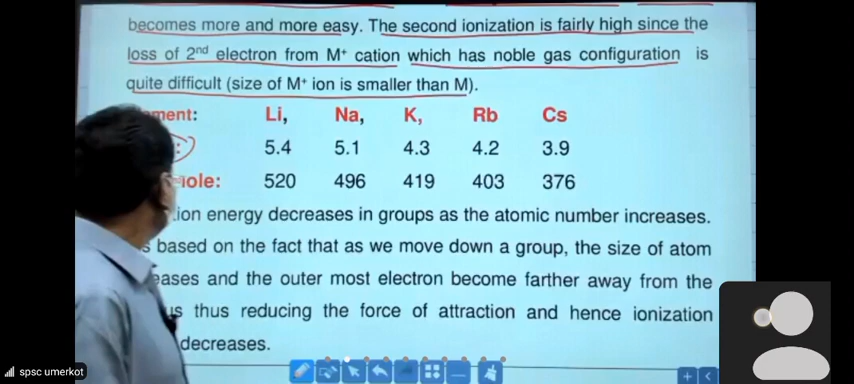 becomes more and more easy. The second ionization is fairly high since the
loss of 2nd electron from M+ cation which has noble gas configuration is
quite difficult (size of M+ ion is smaller than M).
ment: Li, Na, K, Rb Cs
: 5.4 5.1 4.3 4.2 3.9
ole: 520 496 419 403 376
ion energy decreases in groups as the atomic number increases.
s based on the fact that as we move down a group, the size of atom
eases and the outer most electron become farther away from the
us thus reducing the force of attraction and hence ionization
decreases.
spsc umerkot